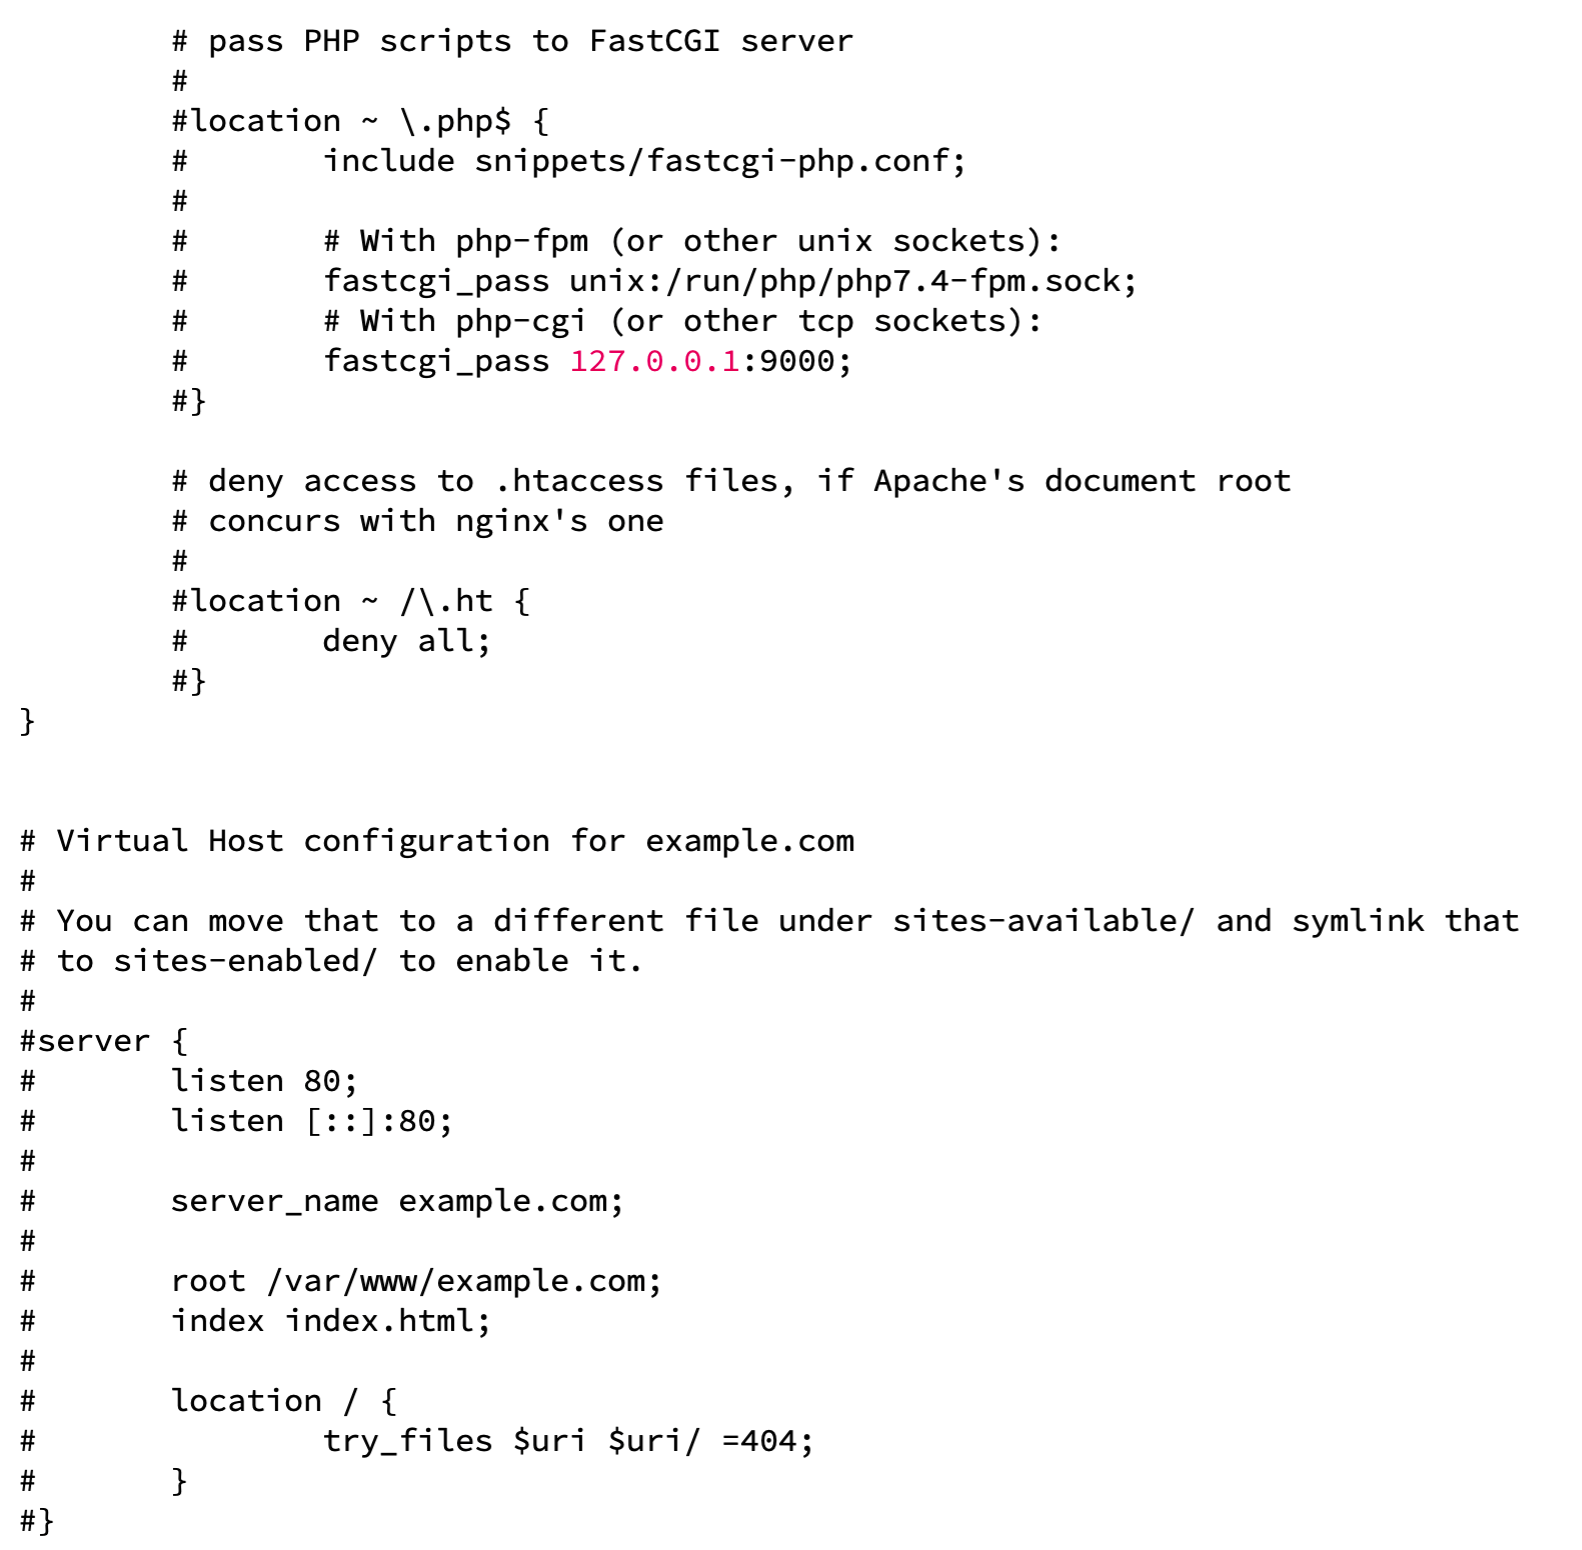 # pass PHP scripts to FastCGI server
        #
        #location ~ \.php$ {
        #       include snippets/fastcgi-php.conf;
        #
        #       # With php-fpm (or other unix sockets):
        #       fastcgi_pass unix:/run/php/php7.4-fpm.sock;
        #       # With php-cgi (or other tcp sockets):
        #       fastcgi_pass 127.0.0.1:9000;
        #}

        # deny access to .htaccess files, if Apache's document root
        # concurs with nginx's one
        #
        #location ~ /\.ht {
        #       deny all;
        #}
}


# Virtual Host configuration for example.com
#
# You can move that to a different file under sites-available/ and symlink that
# to sites-enabled/ to enable it.
#
#server {
#       listen 80;
#       listen [::]:80;
#
#       server_name example.com;
#
#       root /var/www/example.com;
#       index index.html;
#
#       location / {
#               try_files $uri $uri/ =404;
#       }
#}